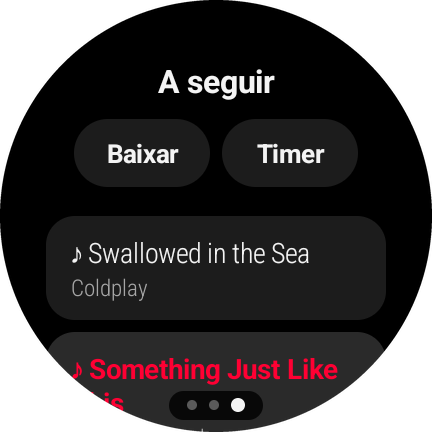 A seguir
Baixar
Timer
♪ Swallowed in the Sea
Coldplay
♪ Something Just Like